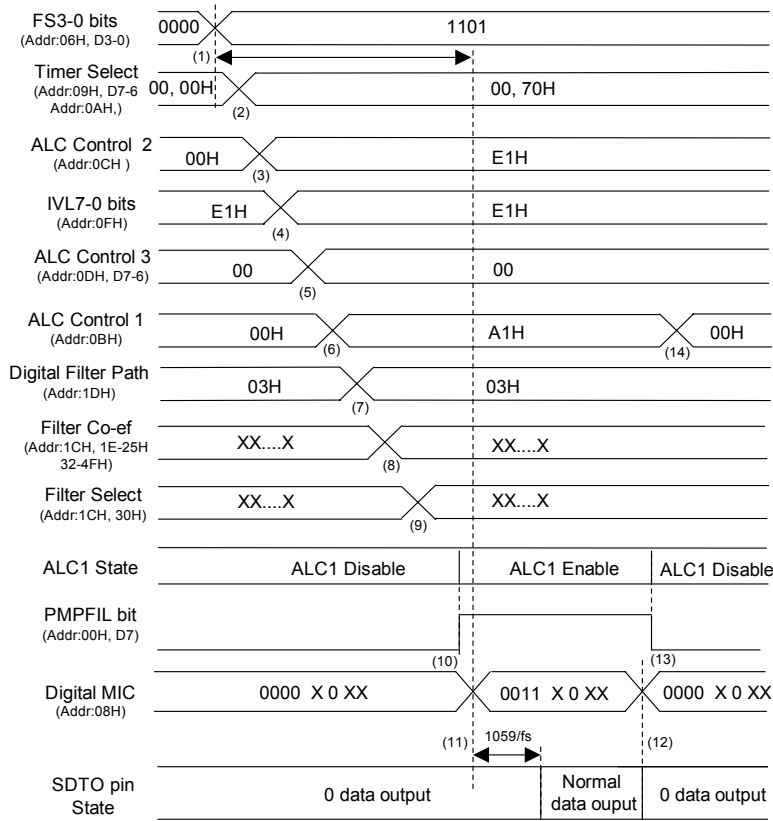 FS3-0 bits
(Addr:06H, D3-0)
0000
1101
(1)
Timer Select
(Addr:09H, D7-6
Addr:0AH,)
00, 00H
00, 70H
(2)
ALC Control 2
(Addr:0CH )
00H
E1H
(3)
IVL7-0 bits
(Addr:0FH)
E1H
E1H
(4)
ALC Control 3
(Addr:0DH, D7-6)
00
00
(5)
ALC Control 1
(Addr:0BH)
00H
A1H
00H
(6)
(14)
Digital Filter Path
(Addr:1DH)
03H
03H
(7)
Filter Co-ef
(Addr:1CH, 1E-25H
32-4FH)
XX....X
XX....X
(8)
Filter Select
(Addr:1CH, 30H)
XX....X
XX....X
(9)
ALC1 State
ALC1 Disable
ALC1 Enable
ALC1 Disable
PMPFIL bit
(Addr:00H, D7)
(10)
(13)
Digital MIC
(Addr:08H)
0000 X 0 XX
0011 X 0 XX
0000 X 0 XX
(11)
1059/fs
(12)
SDTO pin
State
0 data output
Normal
data ouput
0 data output